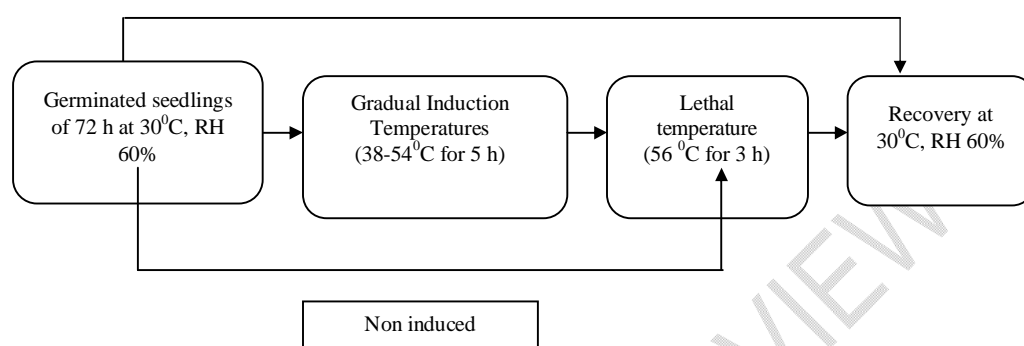 Germinated seedlings
of 72 h at 30⁰C, RH
60%
Gradual Induction
Temperatures
(38-54⁰C for 5 h)
Lethal
temperature
(56 ⁰C for 3 h)
Recovery at
30⁰C, RH 60%
Non induced
VIEW